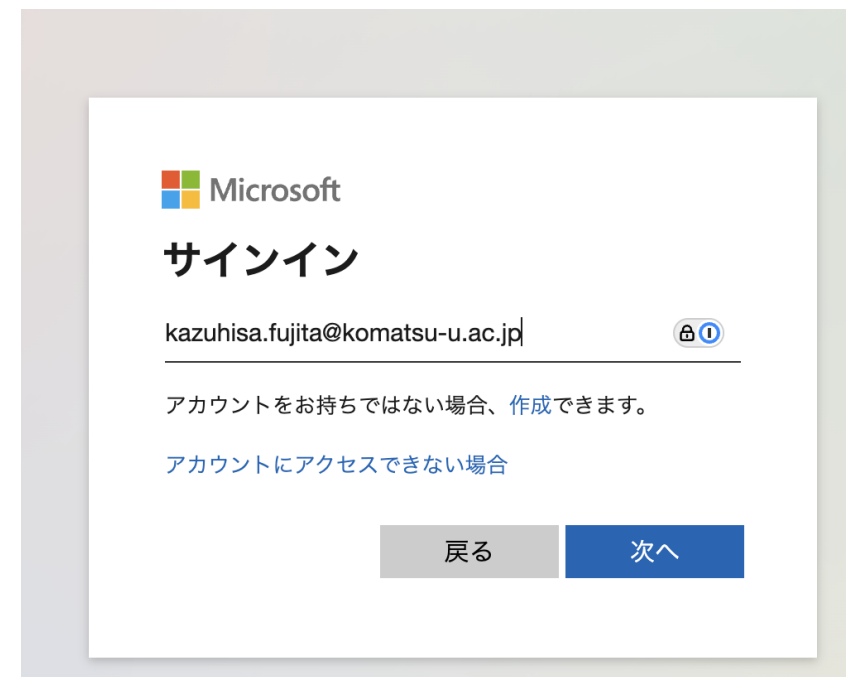 Microsoft
サインイン
kazuhisa.fujita@komatsu-u.ac.jp
アカウントをお持ちではない場合、作成できます。
アカウントにアクセスできない場合
戻る
次へ